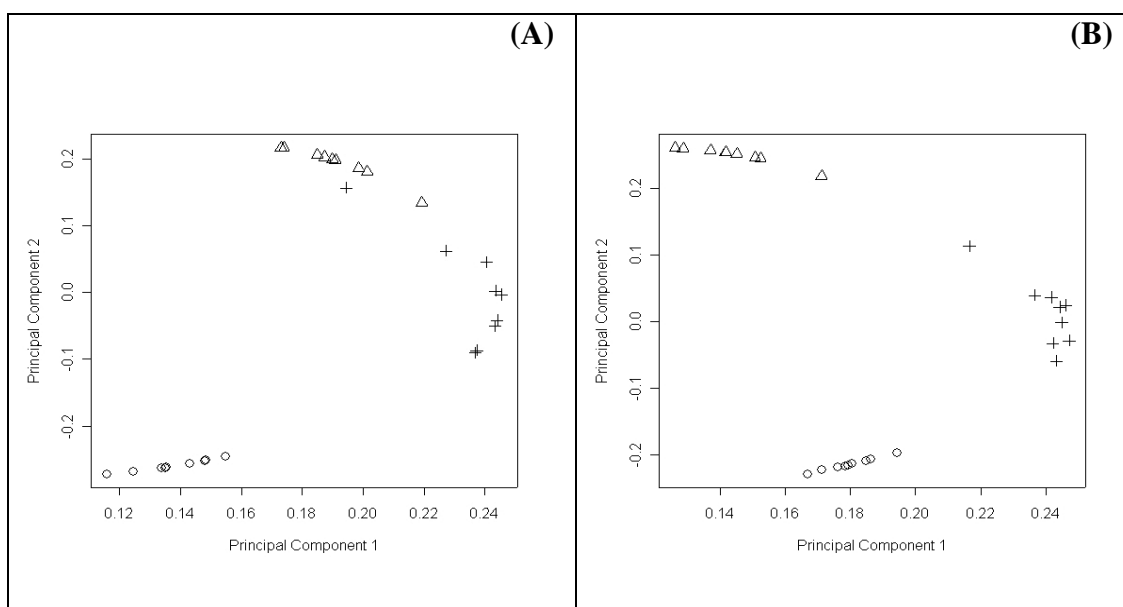 (A)
Principal Component 2
0.2
0.1
0.0
-0.1
-0.2
0.12 0.14 0.16 0.18 0.20 0.22 0.24
Principal Component 1
(B)
Principal Component 2
0.2
0.1
0.0
-0.1
-0.2
0.14 0.16 0.18 0.20 0.22 0.24
Principal Component 1